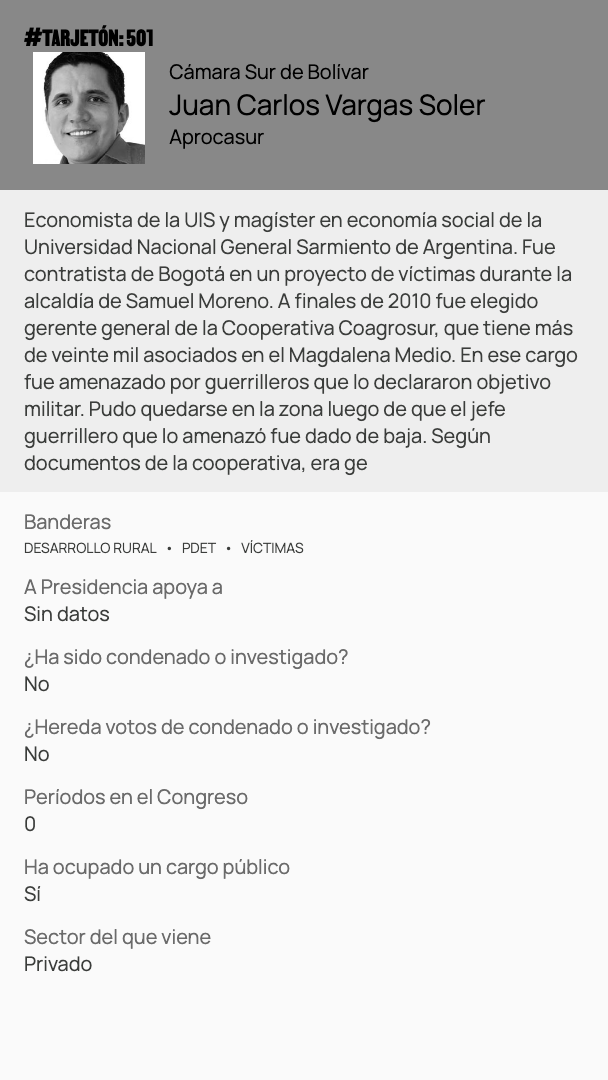 #TARJETÓN: 501
Cámara Sur de Bolívar
Juan Carlos Vargas Soler
Aprocasur
Economista de la UIS y magíster en economía social de la
Universidad Nacional General Sarmiento de Argentina. Fue
contratista de Bogotá en un proyecto de víctimas durante la
alcaldía de Samuel Moreno. A finales de 2010 fue elegido
gerente general de la Cooperativa Coagrosur, que tiene más
de veinte mil asociados en el Magdalena Medio. En ese cargo
fue amenazado por guerrilleros que lo declararon objetivo
militar. Pudo quedarse en la zona luego de que el jefe
guerrillero que lo amenazó fue dado de baja. Según
documentos de la cooperativa, era ge
Banderas
DESARROLLO RURAL • PDET • VÍCTIMAS
A Presidencia apoya a
Sin datos
¿Ha sido condenado o investigado?
No
¿Hereda votos de condenado o investigado?
No
Períodos en el Congreso
0
Ha ocupado un cargo público
Sí
Sector del que viene
Privado